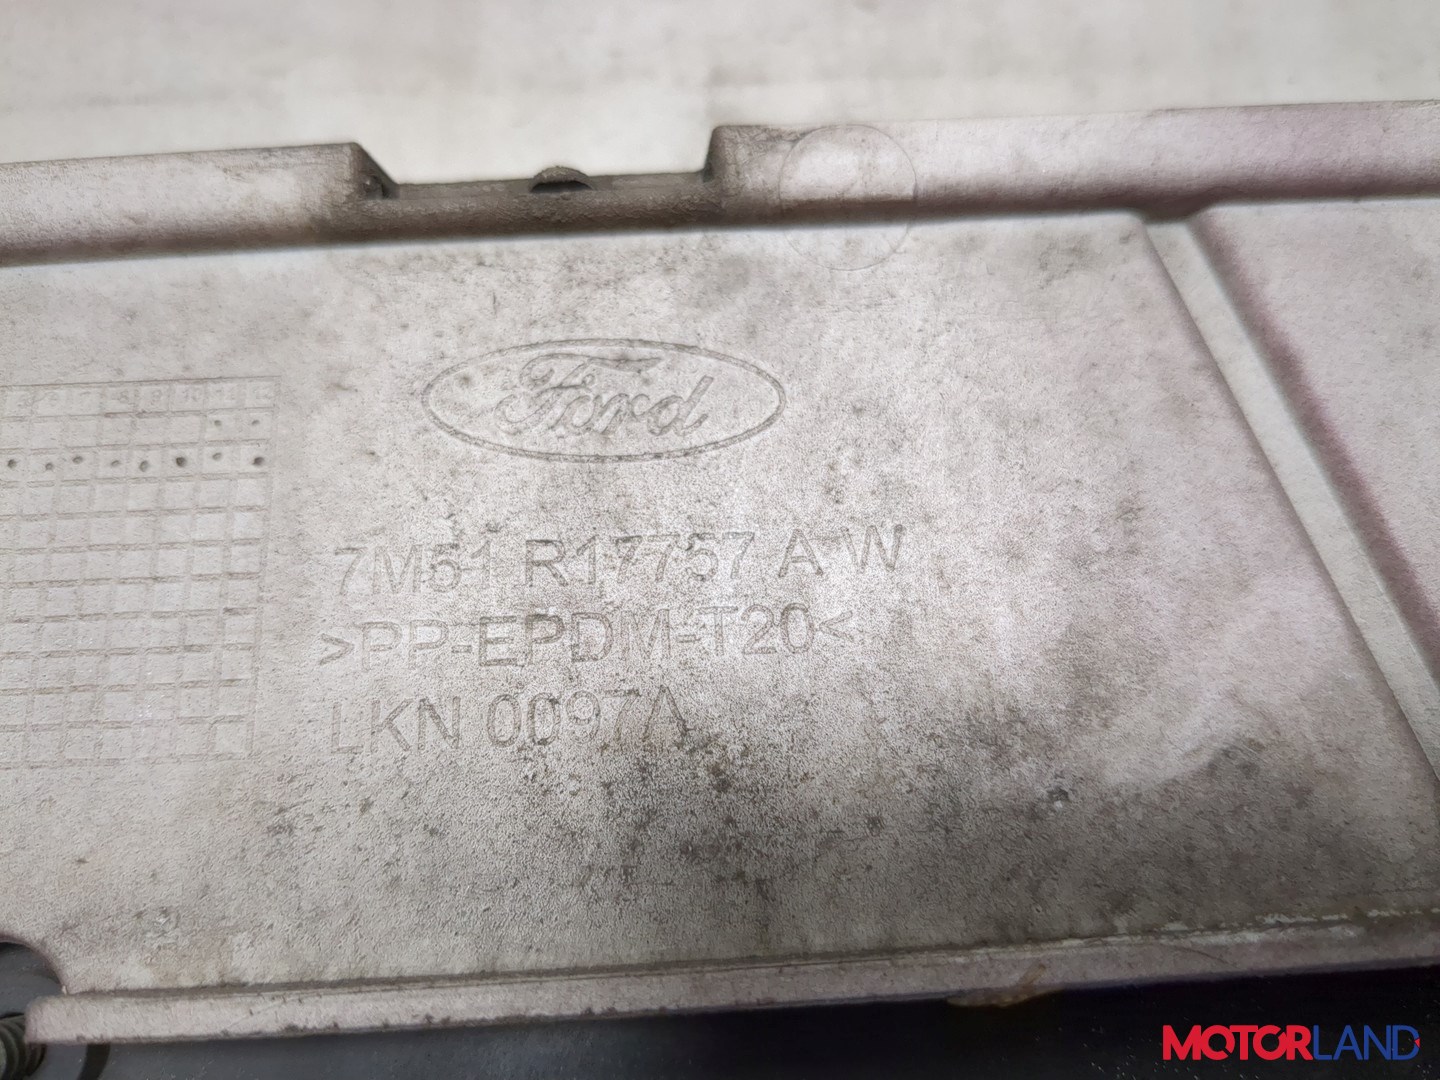 Ford
7M51 R17757 A W
>PP-EPDM-T20<
LKN 0097A
MOTORLAND